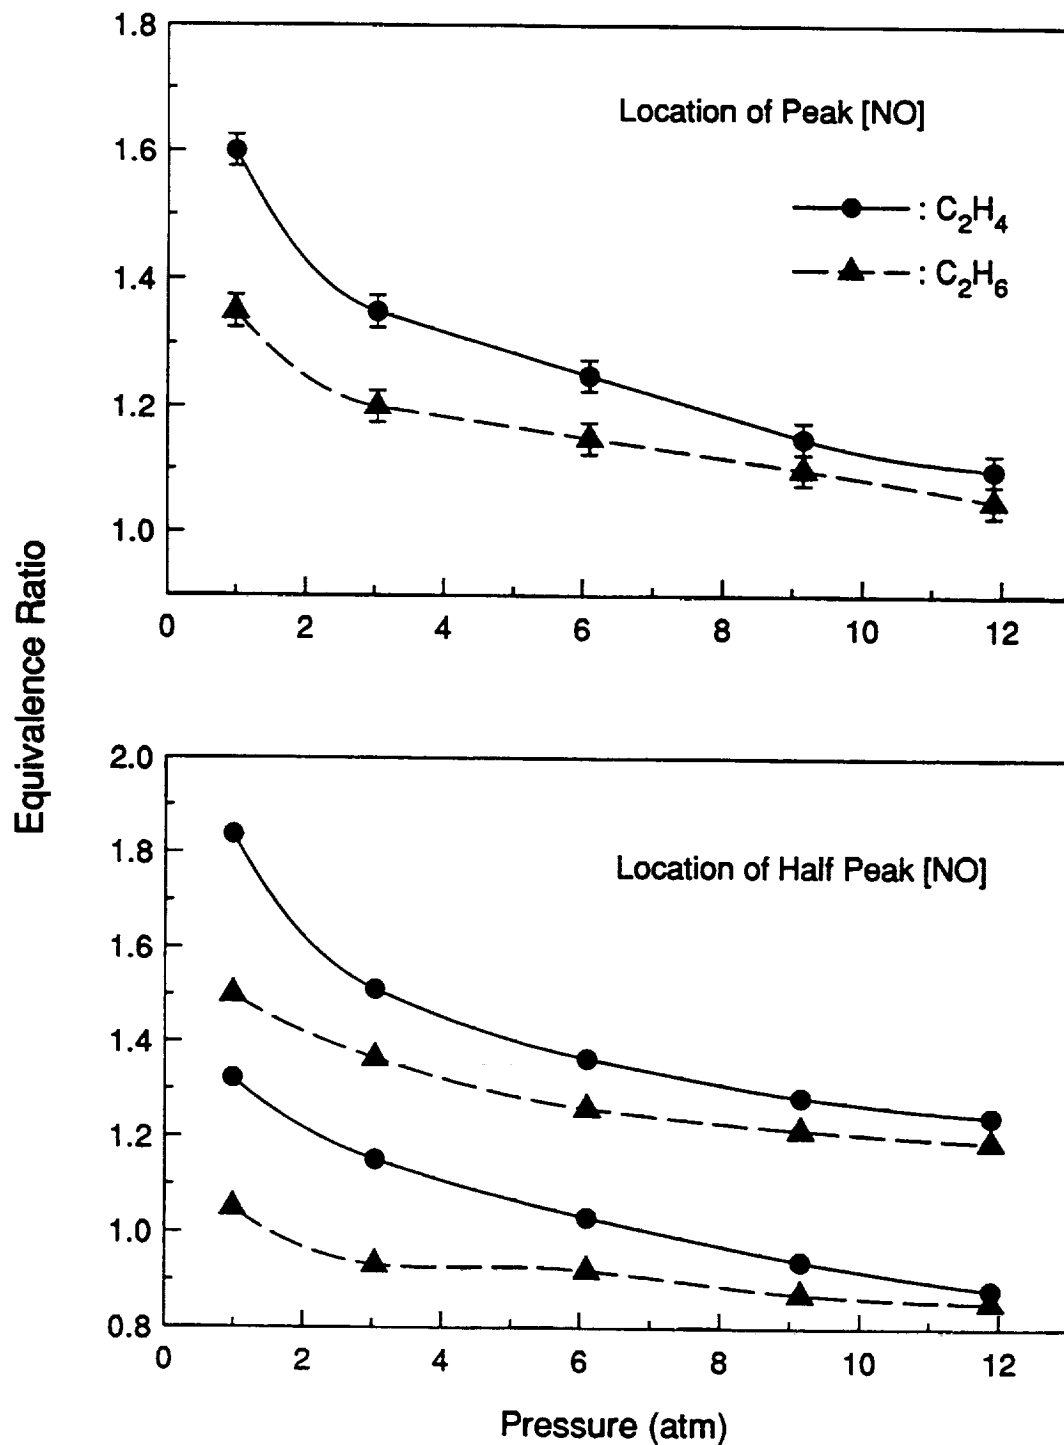 Equivalence Ratio
1.8
1.6
1.4
1.2
1.0
Location of Peak [NO]
: C₂H₄
: C₂H₆
0 2 4 6 8 10 12
2.0
1.8
1.6
1.4
1.2
1.0
0.8
Location of Half Peak [NO]
0 2 4 6 8 10 12
Pressure (atm)